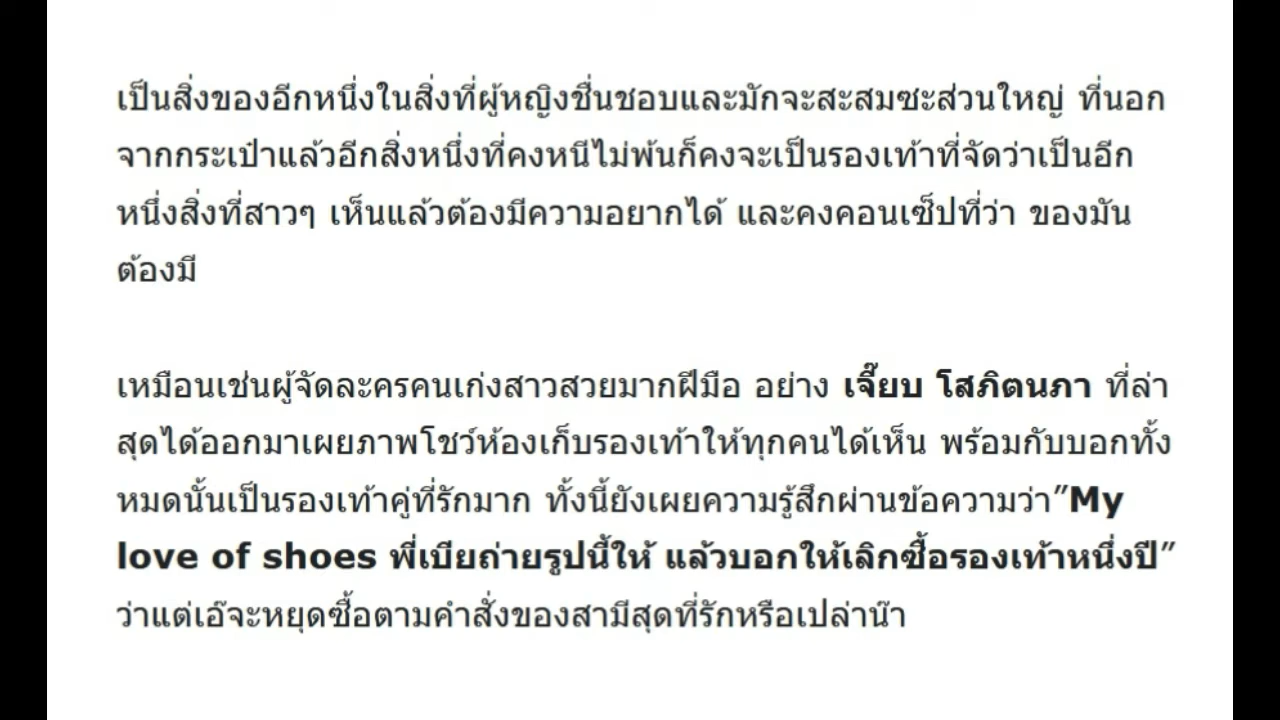 เป็นสิ่งของอีกหนึ่งในสิ่งที่ผู้หญิงชื่นชอบและมักจะสะสมซะส่วนใหญ่ ที่นอก
จากกระเป๋าแล้วอีกสิ่งหนึ่งที่คงหนีไม่พ้นก็คงจะเป็นรองเท้าที่จัดว่าเป็นอีก
หนึ่งสิ่งที่สาวๆ เห็นแล้วต้องมีความอยากได้ และคงคอนเซ็ปที่ว่า ของมัน
ต้องมี
เหมือนเช่นผู้จัดละครคนเก่งสาวสวยมากฝีมือ อย่าง เจี๊ยบ โสภิตนภา ที่ล่า
สุดได้ออกมาเผยภาพโชว์ห้องเก็บรองเท้าให้ทุกคนได้เห็น พร้อมกับบอกทั้ง
หมดนั้นเป็นรองเท้าคู่ที่รักมาก ทั้งนี้ยังเผยความรู้สึกผ่านข้อความว่า”My
love of shoes พี่เบียถ่ายรูปนี้ให้ แล้วบอกให้เลิกซื้อรองเท้าหนึ่งปี”
ว่าแต่เอ๊จะหยุดซื้อตามคำสั่งของสามีสุดที่รักหรือเปล่าน๊า